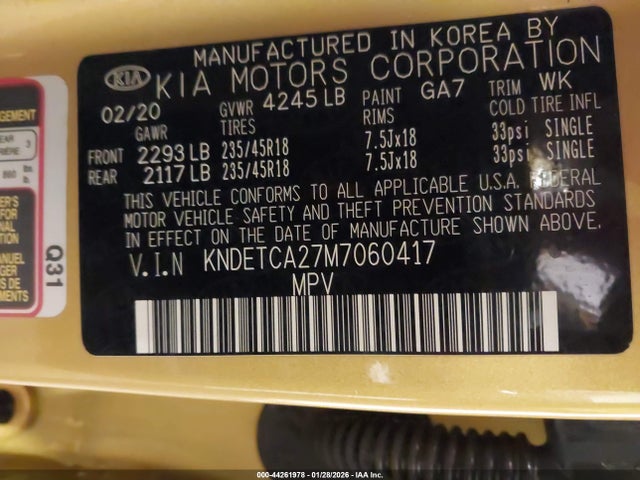 MANUFACTURED IN KOREA BY
KIA KIA MOTORS CORPORATION
02/20 GVWR 4245 LB PAINT GA7 TRIM WK
GAWR TIRES RIMS COLD TIRE INFL
FRONT 2293 LB 235/45R18 7.5Jx18 33psi SINGLE
REAR 2117 LB 235/45R18 7.5Jx18 33psi SINGLE
THIS VEHICLE CONFORMS TO ALL APPLICABLE U.S.A. FEDERAL
MOTOR VEHICLE SAFETY AND THEFT PREVENTION STANDARDS
IN EFFECT ON THE DATE OF MANUFACTURE SHOWN ABOVE.
V.I.N KNDETCA27M7060417
MPV
Q31
000-44261978 | 01/28/2026 | IAA Inc.